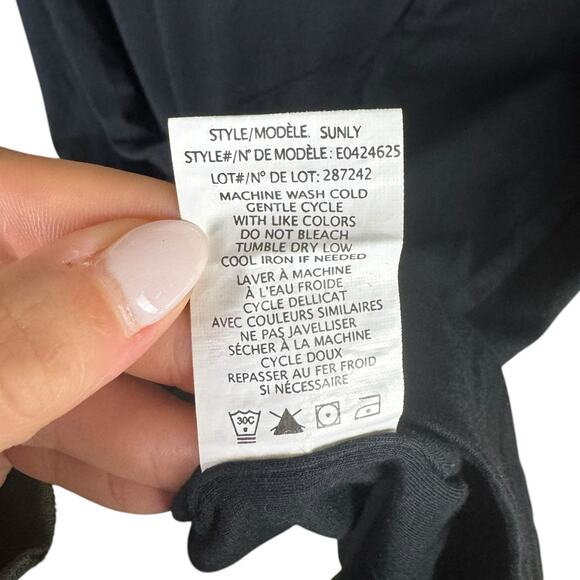 STYLE/MODÈLE. SUNLY
STYLE#/N° DE MODÈLE: E0424625
LOT#/Nº DE LOT: 287242
MACHINE WASH COLD
GENTLE CYCLE
WITH LIKE COLORS
DO NOT BLEACH
TUMBLE DRY LOW
COOL IRON IF NEEDED
LAVER À MACHINE
À L'EAU FROIDE
CYCLE DELLICAT
AVEC COULEURS SIMILAIRES
NE PAS JAVELLISER
SÉCHER À LA MACHINE
CYCLE DOUX
REPASSER AU FER FROID
SI NÉCESSAIRE
30C